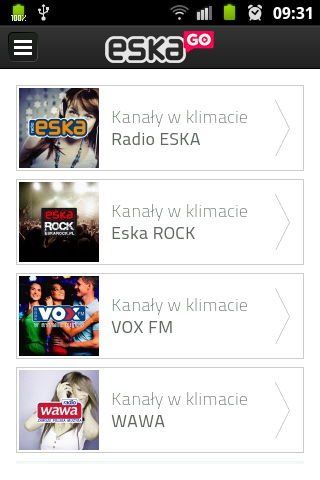 100%
09:31
eska GO
eska
Kanały w klimacie
Radio ESKA
eska
ROCK
ESKAROCK.PL
Kanały w klimacie
Eska ROCK
VOX FM
Kanały w klimacie
VOX FM
radio
wawa
Kanały w klimacie
WAWA